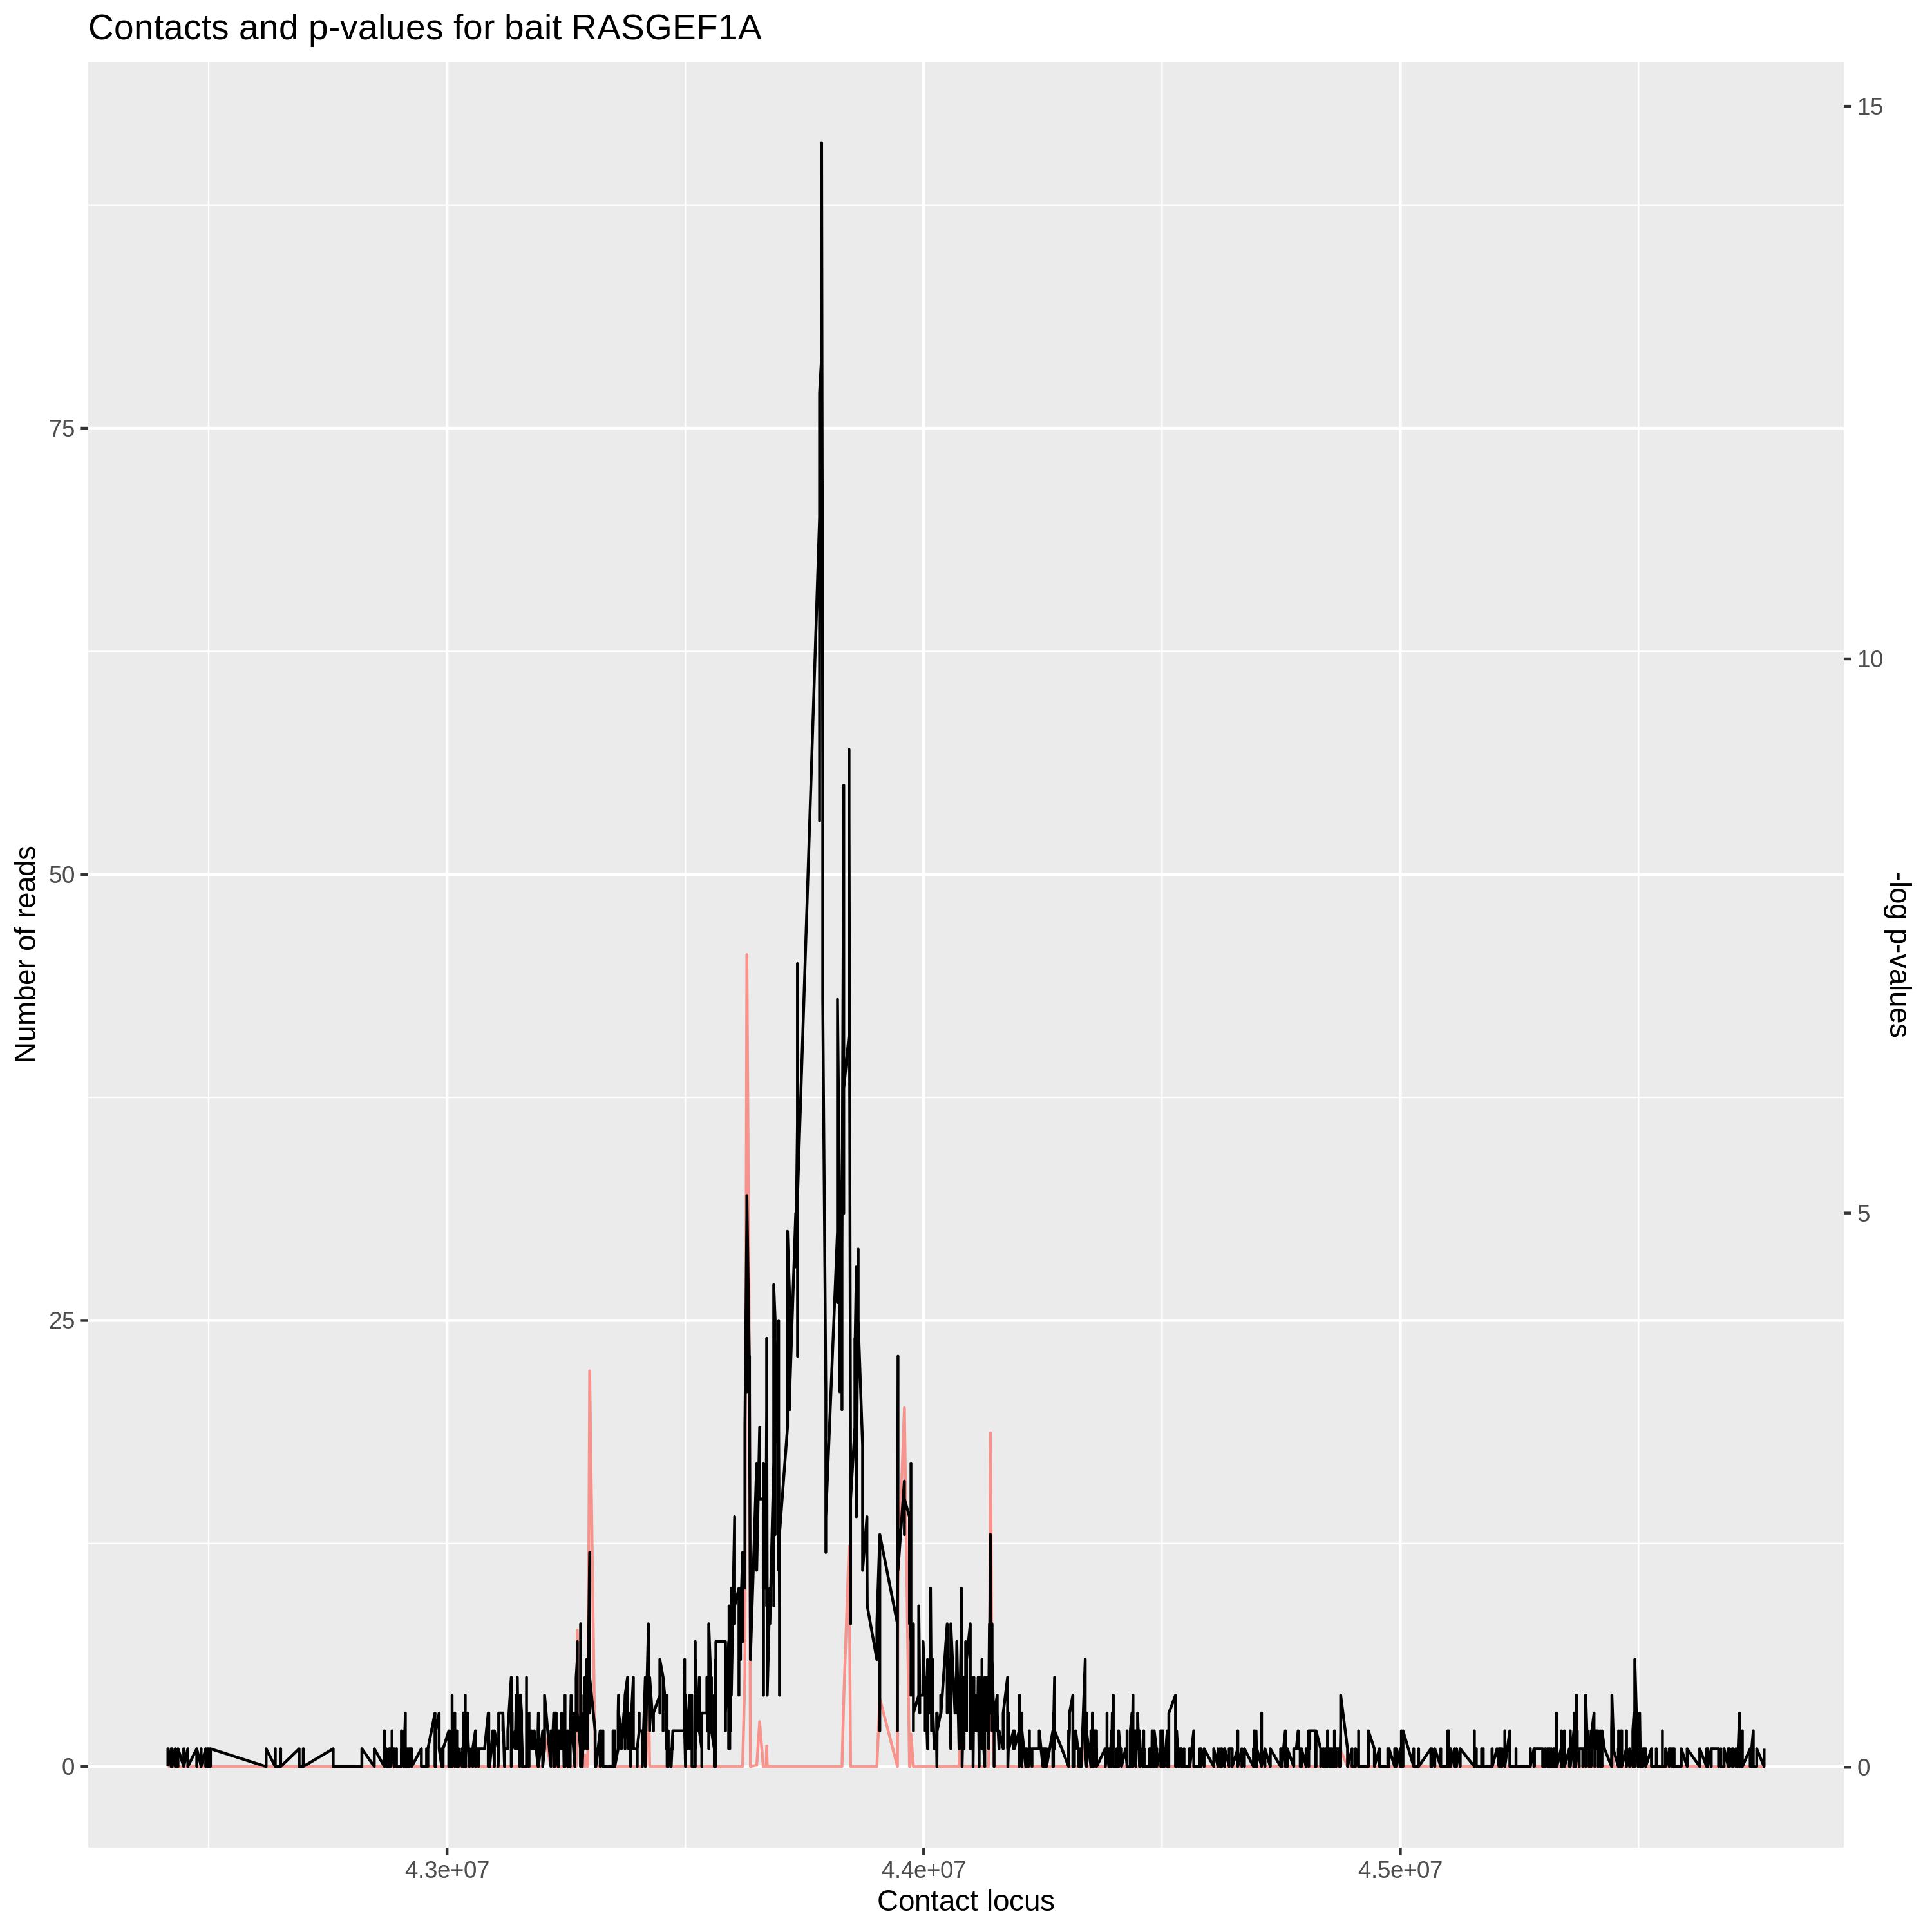 Contacts and p-values for bait RASGEF1A
15
75
10
50
Number of reads
-log p-values
5
25
0
0
4.3e+07
4.4e+07
4.5e+07
Contact locus